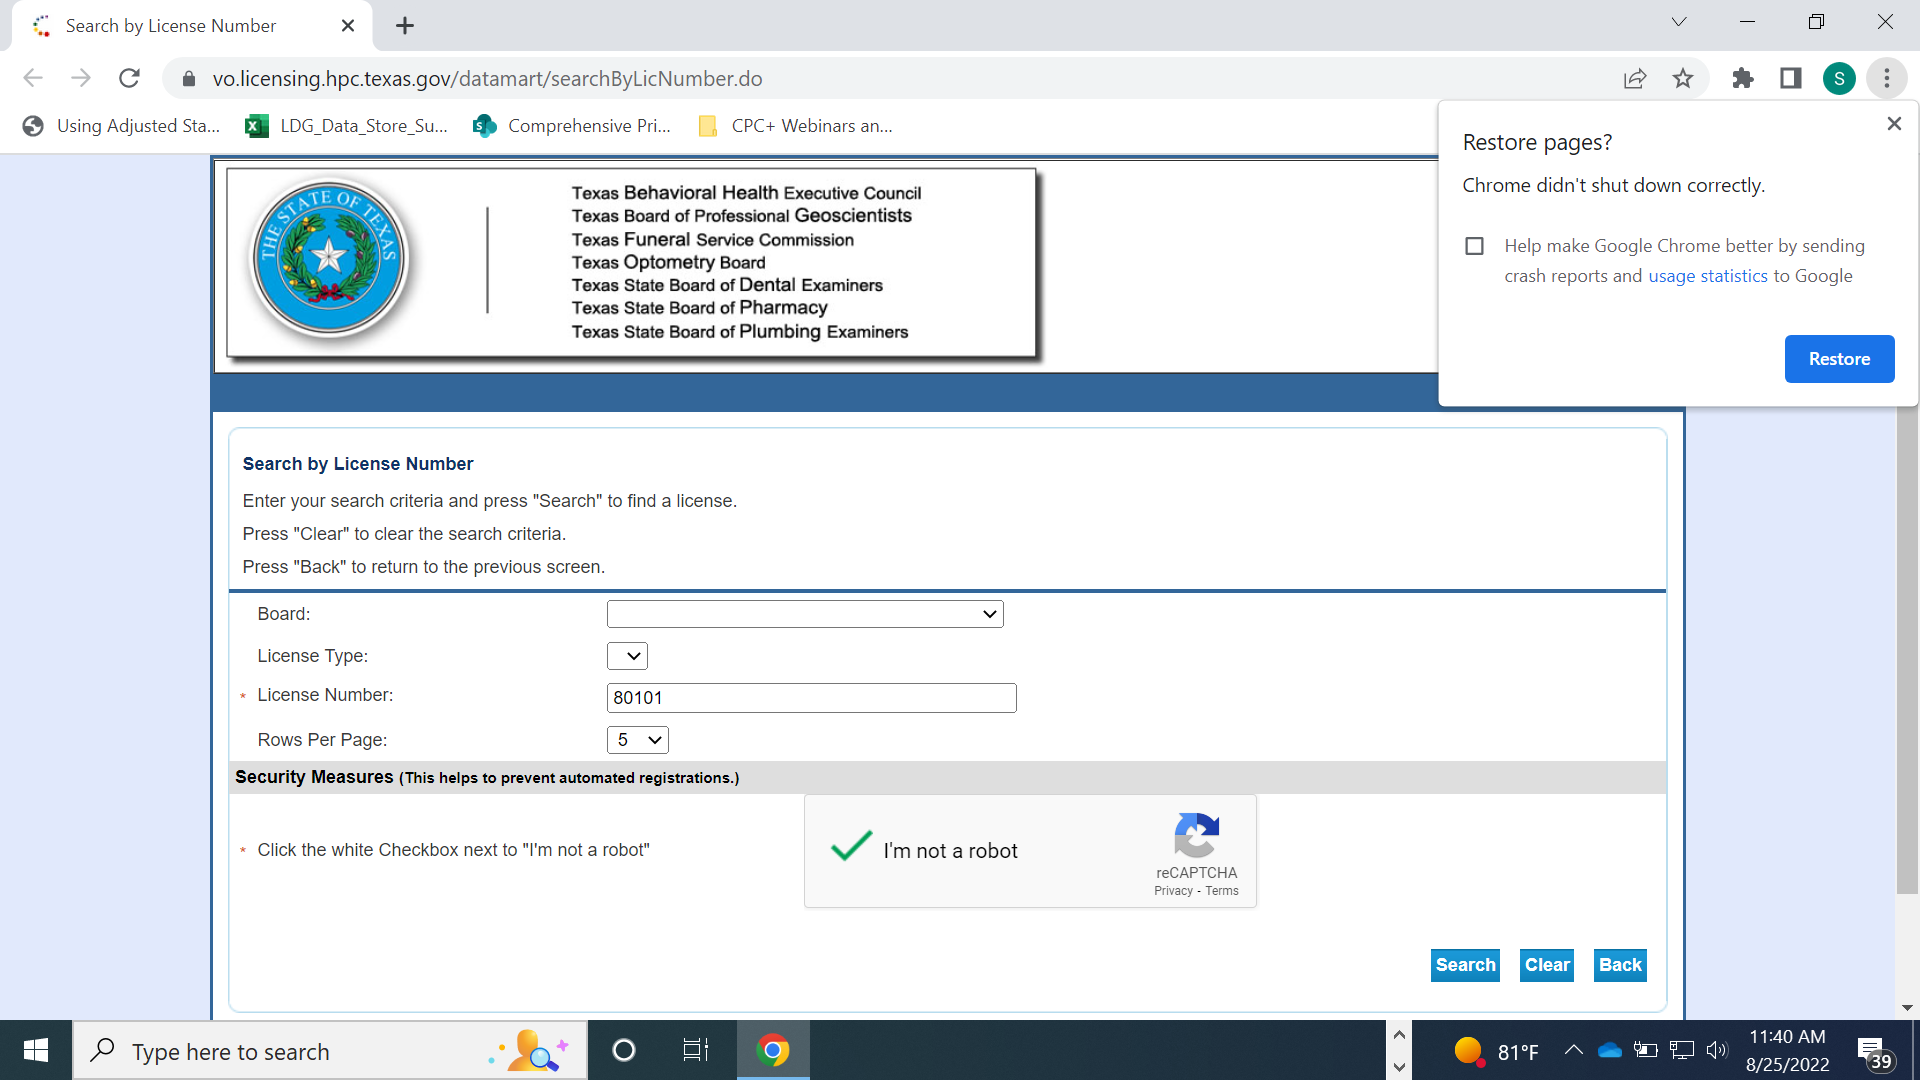 Search by License Number
vo.licensing.hpc.texas.gov/datamart/searchByLicNumber.do
S
Using Adjusted Sta...
LDG_Data_Store_Su...
Comprehensive Pri...
CPC+ Webinars an...
Restore pages?
Chrome didn't shut down correctly.
Help make Google Chrome better by sending
crash reports and usage statistics to Google
Restore
THE STATE OF TEXAS
Texas Behavioral Health Executive Council
Texas Board of Professional Geoscientists
Texas Funeral Service Commission
Texas Optometry Board
Texas State Board of Dental Examiners
Texas State Board of Pharmacy
Texas State Board of Plumbing Examiners
Search by License Number
Enter your search criteria and press "Search" to find a license.
Press "Clear" to clear the search criteria.
Press "Back" to return to the previous screen.
Board:
License Type:
* License Number: 80101
Rows Per Page: 5
Security Measures (This helps to prevent automated registrations.)
* Click the white Checkbox next to "I'm not a robot"
I'm not a robot
reCAPTCHA
Privacy - Terms
Search Clear Back
Type here to search
81°F
11:40 AM
8/25/2022
39